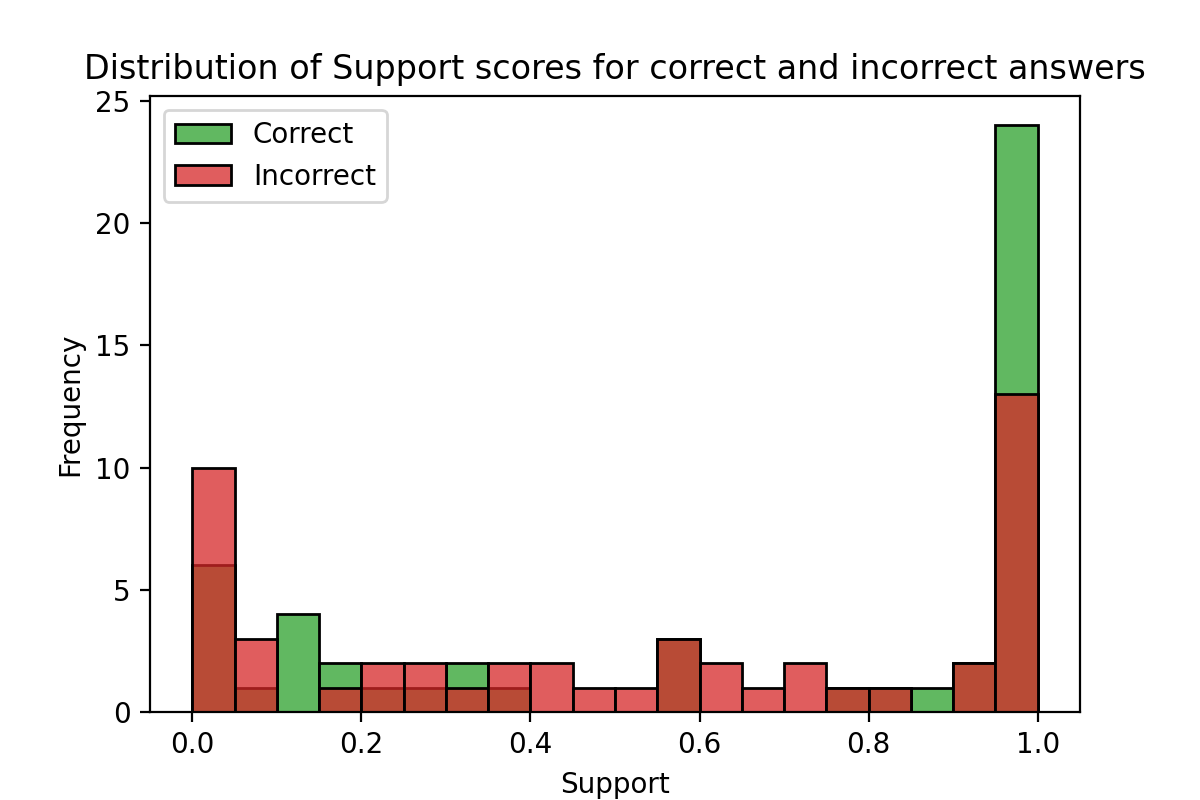 Distribution of Support scores for correct and incorrect answers
25
20
15
10
5
0
Frequency
Correct
Incorrect
0.0 0.2 0.4 0.6 0.8 1.0
Support